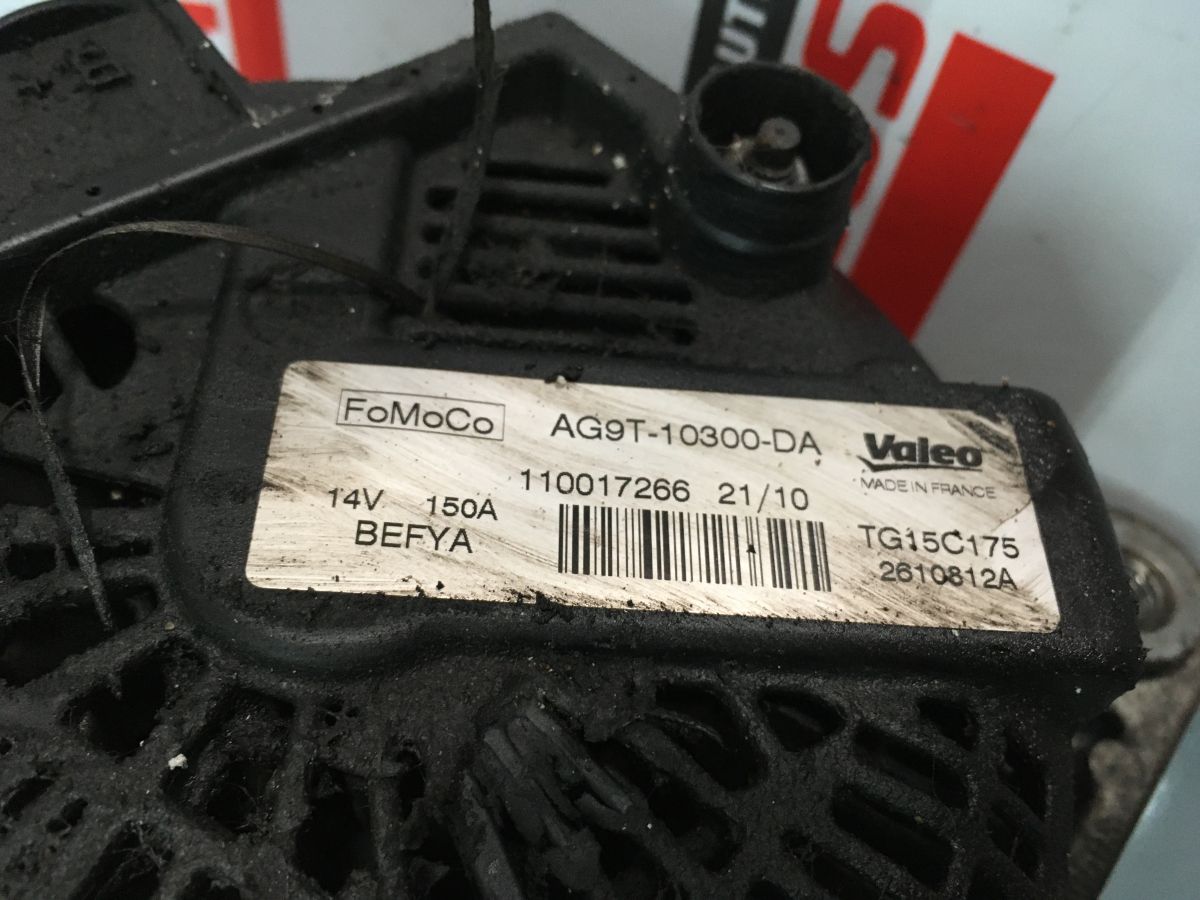 FoMoCo AG9T-10300-DA Valeo
MADE IN FRANCE
14V 150A 110017266 21/10
BEFYA TG15C175
2610812A